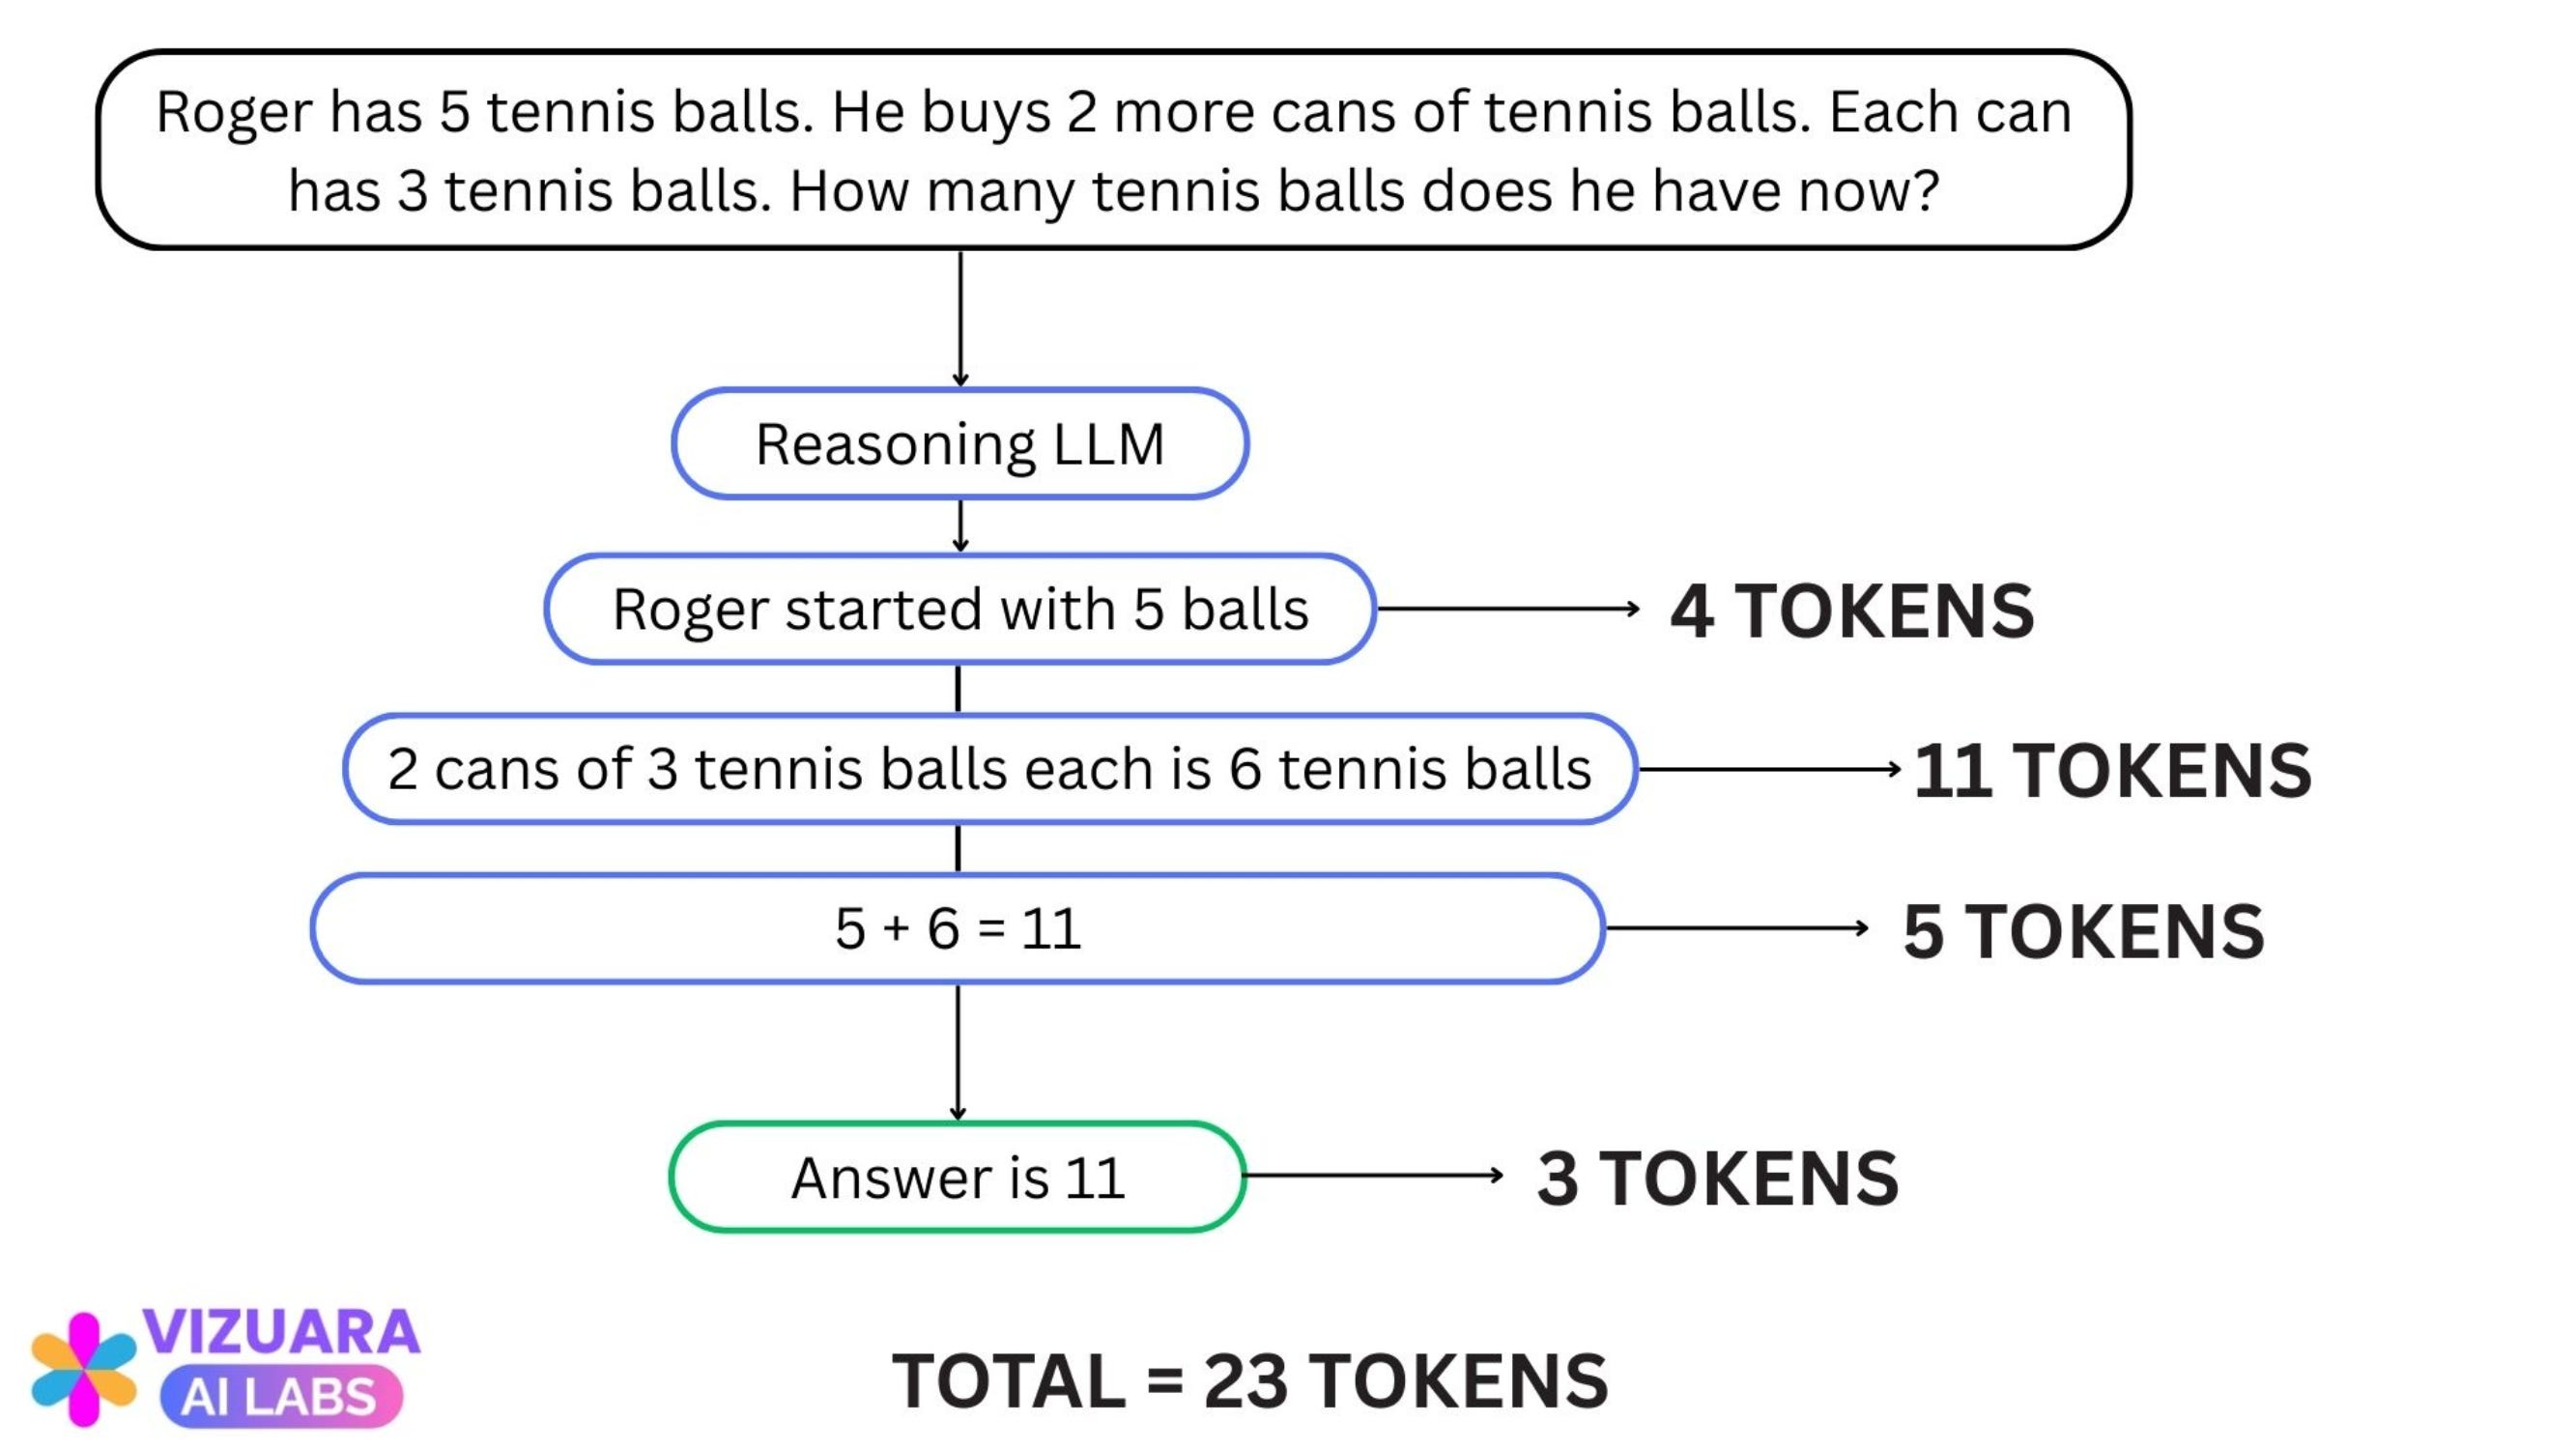 Roger has 5 tennis balls. He buys 2 more cans of tennis balls. Each can
has 3 tennis balls. How many tennis balls does he have now?
Reasoning LLM
Roger started with 5 balls
4 TOKENS
2 cans of 3 tennis balls each is 6 tennis balls
11 TOKENS
5 + 6 = 11
5 TOKENS
Answer is 11
3 TOKENS
VIZUARA
AI LABS
TOTAL = 23 TOKENS